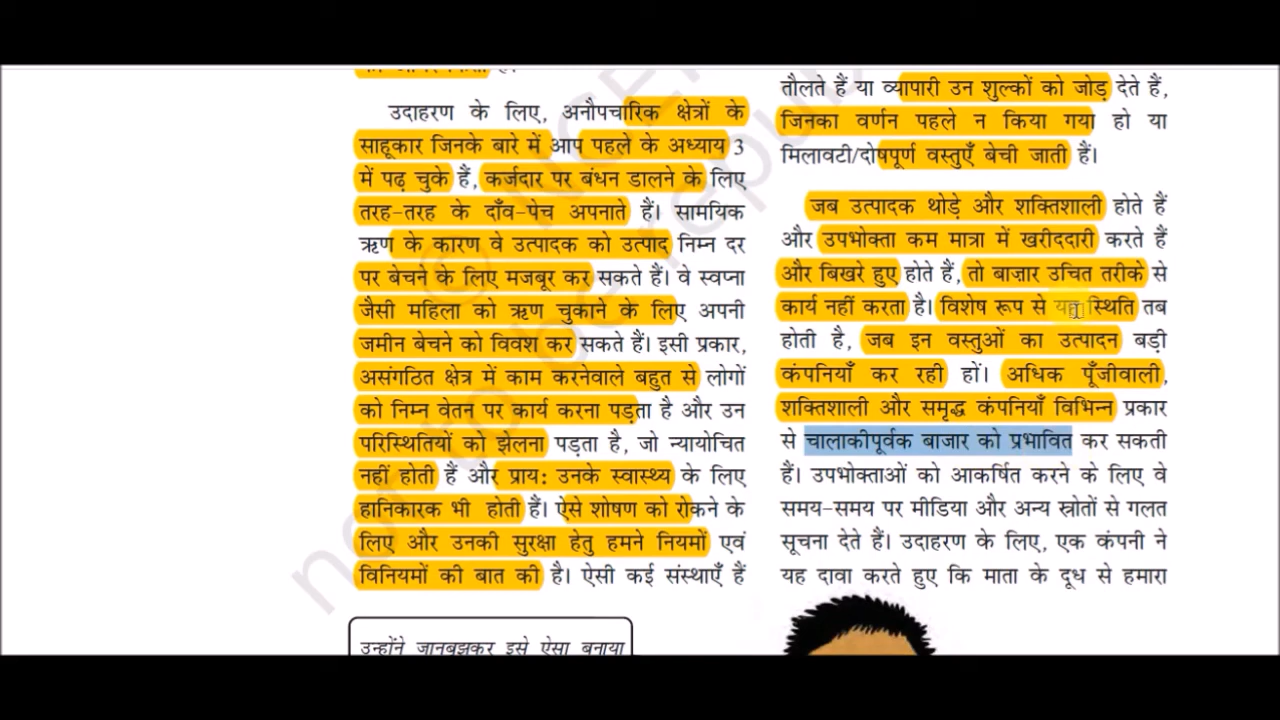 उदाहरण के लिए, अनौपचारिक क्षेत्रों के
साहूकार जिनके बारे में आप पहले के अध्याय 3
में पढ़ चुके हैं, कर्जदार पर बंधन डालने के लिए
तरह-तरह के दाँव-पेच अपनाते हैं। सामयिक
ऋण के कारण वे उत्पादक को उत्पाद निम्न दर
पर बेचने के लिए मजबूर कर सकते हैं। वे स्वप्ना
जैसी महिला को ऋण चुकाने के लिए अपनी
जमीन बेचने को विवश कर सकते हैं। इसी प्रकार,
असंगठित क्षेत्र में काम करनेवाले बहुत से लोगों
को निम्न वेतन पर कार्य करना पड़ता है और उन
परिस्थितियों को झेलना पड़ता है, जो न्यायोचित
नहीं होती हैं और प्राय: उनके स्वास्थ्य के लिए
हानिकारक भी होती हैं। ऐसे शोषण को रोकने के
लिए और उनकी सुरक्षा हेतु हमने नियमों एवं
विनियमों की बात की है। ऐसी कई संस्थाएँ हैं
उन्होंने जानबूझकर इसे ऐसा बनाया
तौलते हैं या व्यापारी उन शुल्कों को जोड़ देते हैं,
जिनका वर्णन पहले न किया गया हो या
मिलावटी/दोषपूर्ण वस्तुएँ बेची जाती हैं।
जब उत्पादक थोड़े और शक्तिशाली होते हैं
और उपभोक्ता कम मात्रा में खरीददारी करते हैं
और बिखरे हुए होते हैं, तो बाज़ार उचित तरीके से
कार्य नहीं करता है। विशेष रूप से यह स्थिति तब
होती है, जब इन वस्तुओं का उत्पादन बड़ी
कंपनियाँ कर रही हों। अधिक पूँजीवाली,
शक्तिशाली और समृद्ध कंपनियाँ विभिन्न प्रकार
से चालाकीपूर्वक बाजार को प्रभावित कर सकती
हैं। उपभोक्ताओं को आकर्षित करने के लिए वे
समय-समय पर मीडिया और अन्य स्रोतों से गलत
सूचना देते हैं। उदाहरण के लिए, एक कंपनी ने
यह दावा करते हुए कि माता के दूध से हमारा